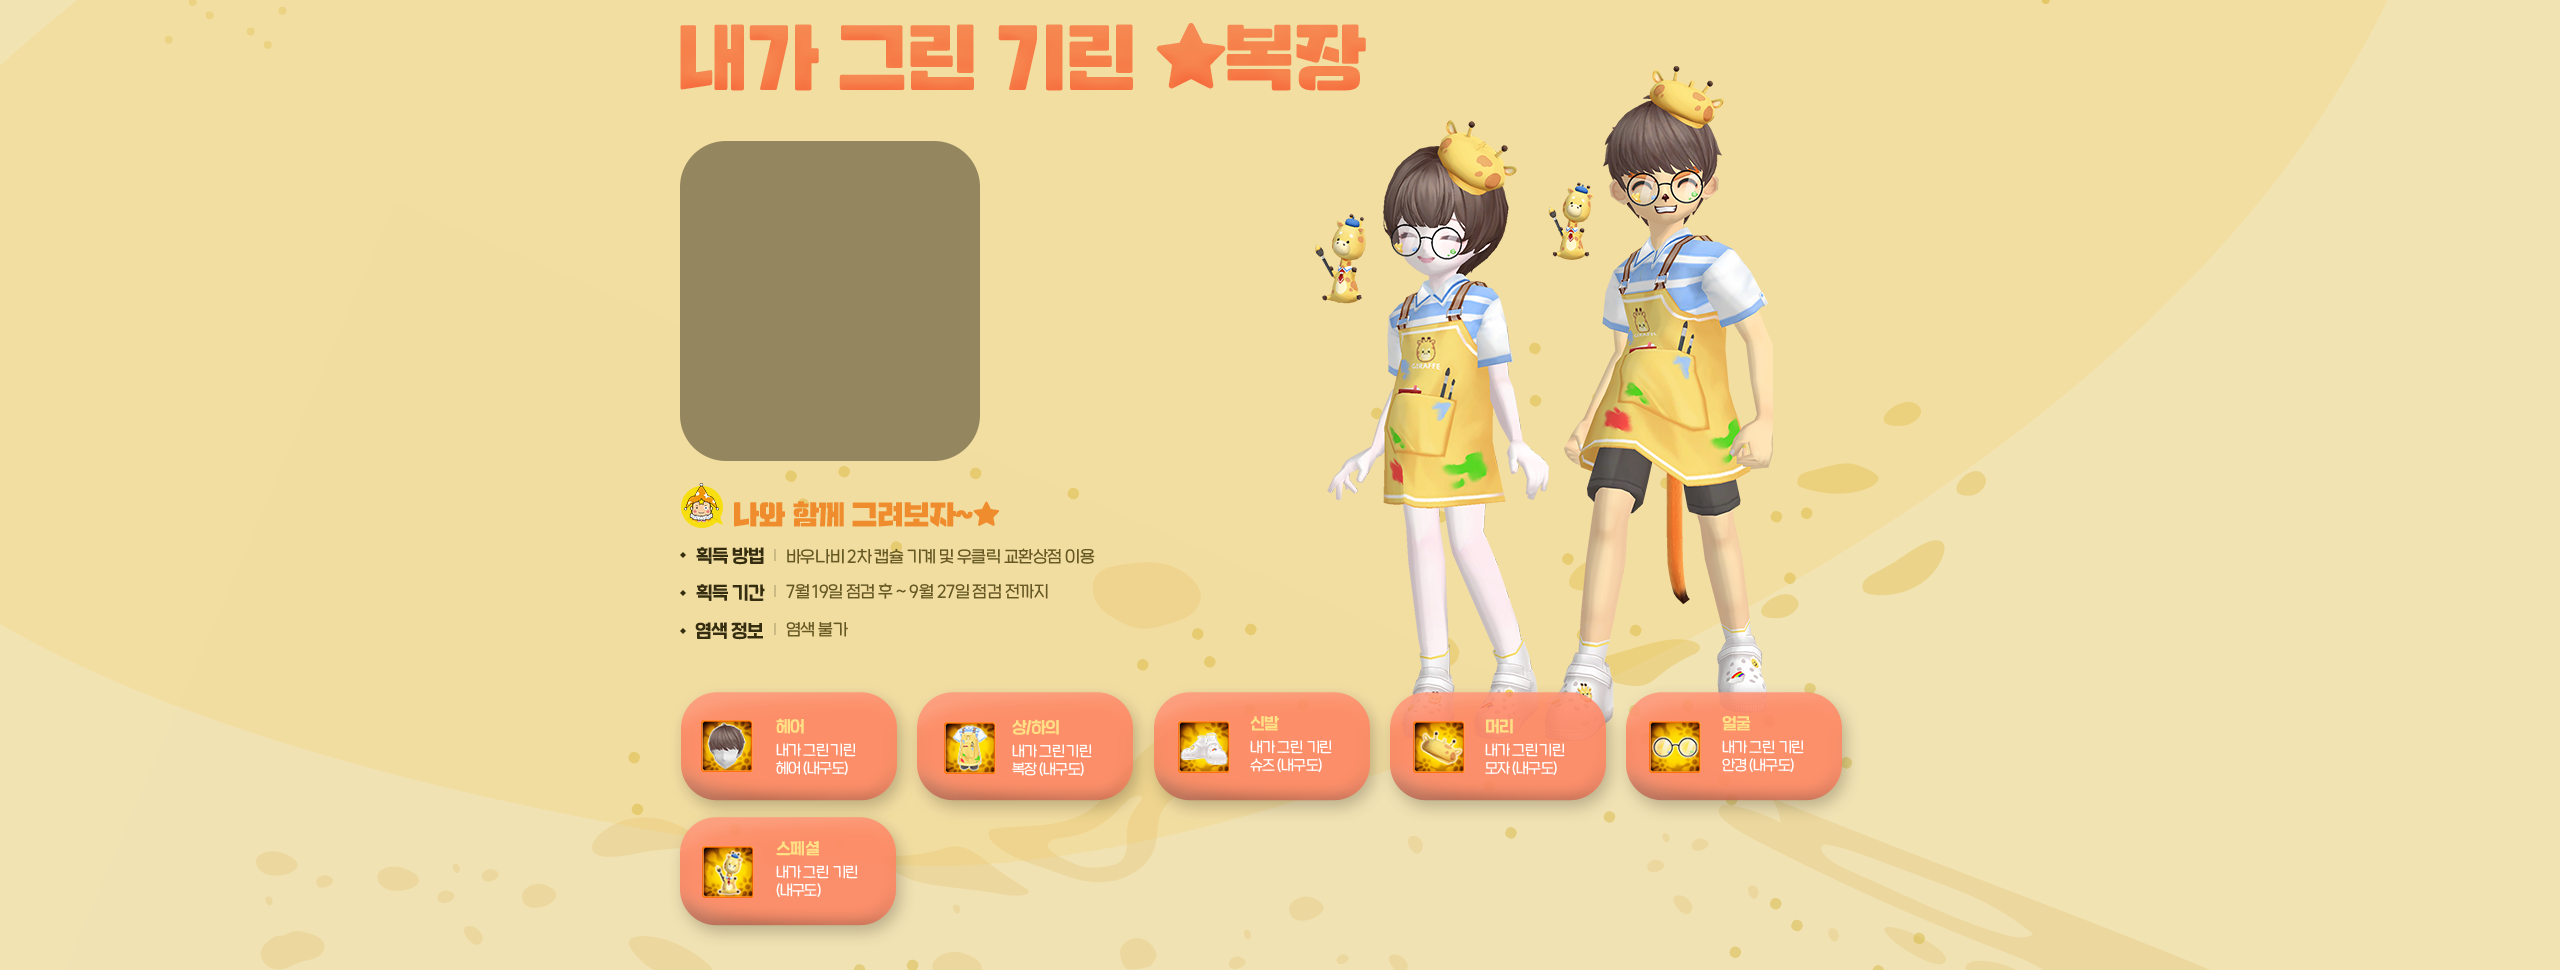 내가 그린 기린 ★복장
GIRAFFE
나와 함께 그려보자~★
획득 방법 | 바우나비 2차 캡슐 기계 및 우클릭 교환상점 이용
획득 기간 | 7월 19일 점검 후 ~ 9월 27일 점검 전까지
염색 정보 | 염색 불가
헤어
내가 그린 기린
헤어 (내구도)
상/하의
내가 그린 기린
복장 (내구도)
신발
내가 그린 기린
슈즈 (내구도)
머리
내가 그린 기린
모자 (내구도)
얼굴
내가 그린 기린
안경 (내구도)
스페셜
내가 그린 기린
(내구도)